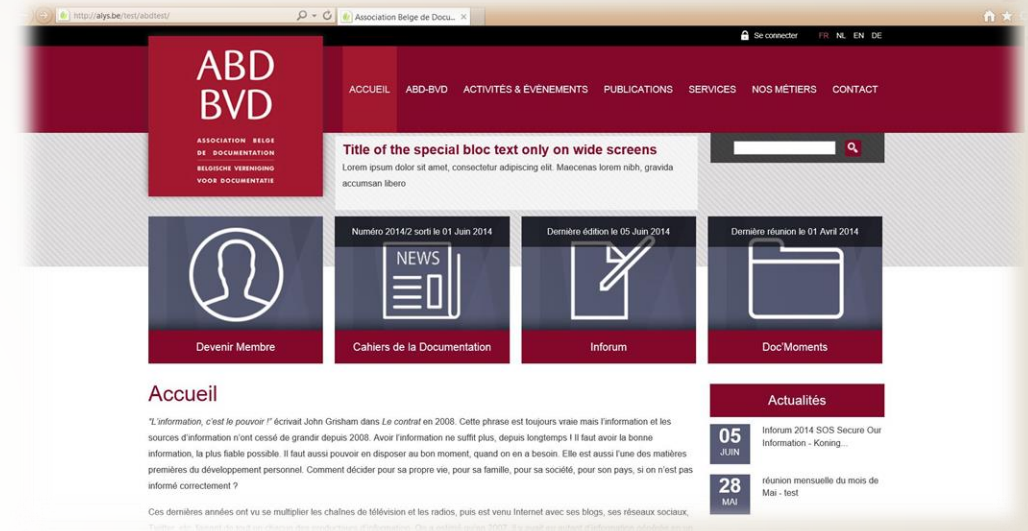 http://alys.be/test/abdtest/
Association Belge de Docu...
Se connecter FR NL EN DE
ABD
BVD
ASSOCIATION BELGE
DE DOCUMENTATION
BELGISCHE VERENIGING
VOOR DOCUMENTATIE
ACCUEIL ABD-BVD ACTIVITÉS & ÉVÉNEMENTS PUBLICATIONS SERVICES NOS MÉTIERS CONTACT
Title of the special bloc text only on wide screens
Lorem ipsum dolor sit amet, consectetur adipiscing elit. Maecenas lorem nibh, gravida
accumsan libero
Devenir Membre
Numéro 2014/2 sorti le 01 Juin 2014
NEWS
Cahiers de la Documentation
Dernière édition le 05 Juin 2014
Inforum
Dernière réunion le 01 Avril 2014
Doc'Moments
Accueil
"L'information, c'est le pouvoir !" écrivait John Grisham dans Le contrat en 2008. Cette phrase est toujours vraie mais l'information et les
sources d'information n'ont cessé de grandir depuis 2008. Avoir l'information ne suffit plus, depuis longtemps ! Il faut avoir la bonne
information, la plus fiable possible. Il faut aussi pouvoir en disposer au bon moment, quand on en a besoin. Elle est aussi l'une des matières
premières du développement personnel. Comment décider pour sa propre vie, pour sa famille, pour sa société, pour son pays, si on n'est pas
informé correctement ?
Ces dernières années ont vu se multiplier les chaînes de télévision et les radios, puis est venu Internet avec ses blogs, ses réseaux sociaux,
Actualités
05
JUIN
Inforum 2014 SOS Secure Our
Information - Koning...
28
MAI
réunion mensuelle du mois de
Mai - test